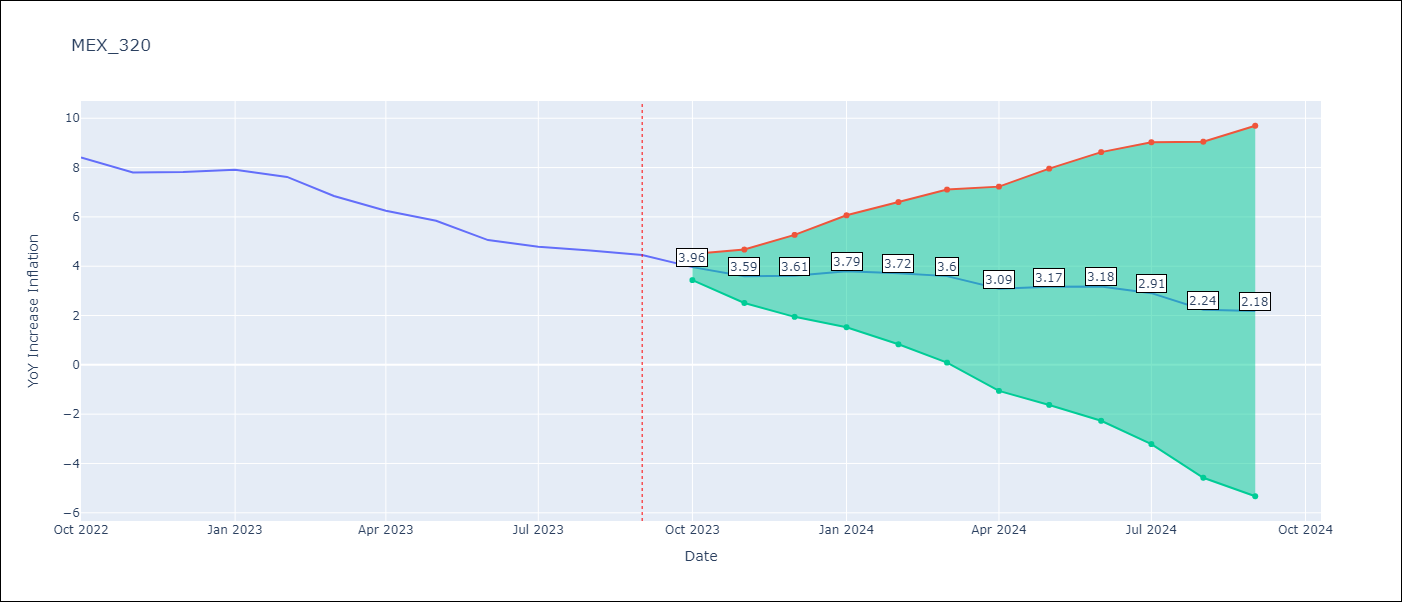 MEX_320
YoY Increase Inflation
10
8
6
4
2
0
−2
−4
−6
3.96
3.59
3.61
3.79
3.72
3.6
3.09
3.17
3.18
2.91
2.24
2.18
Oct 2022
Jan 2023
Apr 2023
Jul 2023
Oct 2023
Jan 2024
Apr 2024
Jul 2024
Oct 2024
Date